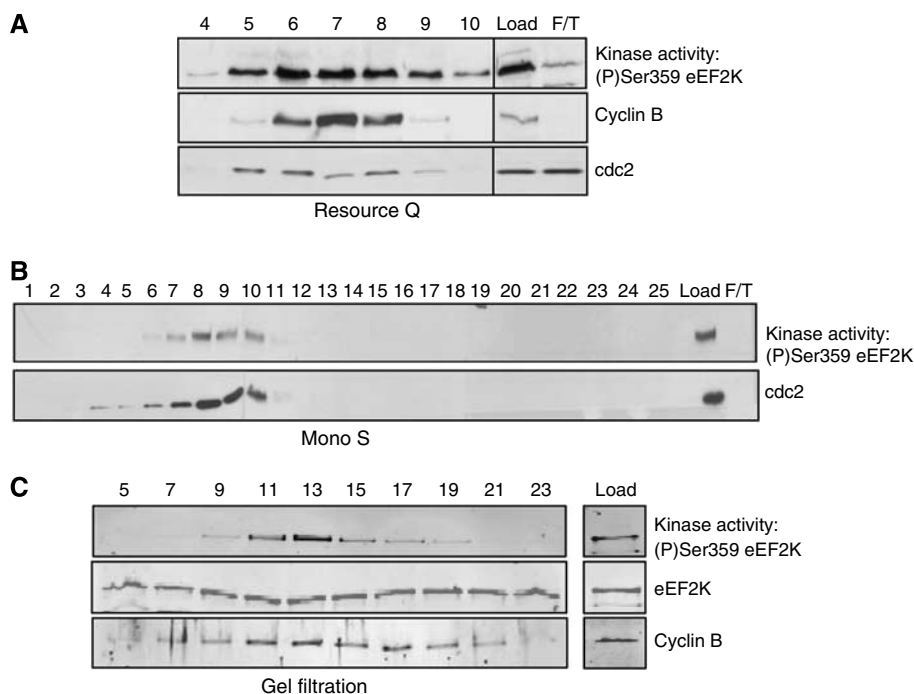 A
4 5 6 7 8 9 10 Load F/T
Kinase activity:
(P)Ser359 eEF2K
Cyclin B
cdc2
Resource Q
B
1 2 3 4 5 6 7 8 9 10 11 12 13 14 15 16 17 18 19 20 21 22 23 24 25 Load F/T
Kinase activity:
(P)Ser359 eEF2K
cdc2
Mono S
C
5 7 9 11 13 15 17 19 21 23 Load
Kinase activity:
(P)Ser359 eEF2K
eEF2K
Cyclin B
Gel filtration